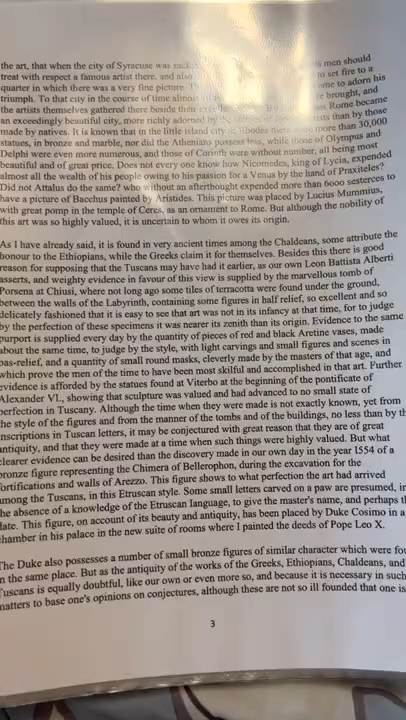 the art, that when the city of Syracuse was men should
treat with respect a famous artist there, and also to set fire to a
quarter in which there was a very fine picture to adorn his
triumph. To that city in the course of time almost brought, and
the artists themselves gathered there beside their Rome became
an exceedingly beautiful city, more richly adorned by the than by those
made by natives. It is known that in the little island city of Rhodes there more than 30,000
statues, in bronze and marble, nor did the Athenians possess less, while those of Olympus and
Delphi were even more numerous, and those of Corinth were without number, all being most
beautiful and of great price. Does not every one know how Nicomedes, king of Lycia, expended
almost all the wealth of his people owing to his passion for a Venus by the hand of Praxiteles?
Did not Attalus do the same? who without an afterthought expended more than 6000 sesterces to
have a picture of Bacchus painted by Aristides. This picture was placed by Lucius Mummius,
with great pomp in the temple of Ceres, as an ornament to Rome. But although the nobility of
this art was so highly valued, it is uncertain to whom it owes its origin.
As I have already said, it is found in very ancient times among the Chaldeans, some attribute the
honour to the Ethiopians, while the Greeks claim it for themselves. Besides this there is good
reason for supposing that the Tuscans may have had it earlier, as our own Leon Battista Alberti
asserts, and weighty evidence in favour of this view is supplied by the marvellous tomb of
Porsena at Chiusi, where not long ago some tiles of terracotta were found under the ground,
between the walls of the Labyrinth, containing some figures in half relief, so excellent and so
delicately fashioned that it is easy to see that art was not in its infancy at that time, for to judge
by the perfection of these specimens it was nearer its zenith than its origin. Evidence to the same
purport is supplied every day by the quantity of pieces of red and black Aretine vases, made
about the same time, to judge by the style, with light carvings and small figures and scenes in
bas-relief, and a quantity of small round masks, cleverly made by the masters of that age, and
which prove the men of the time to have been most skilful and accomplished in that art. Further
evidence is afforded by the statues found at Viterbo at the beginning of the pontificate of
Alexander VI., showing that sculpture was valued and had advanced to no small state of
perfection in Tuscany. Although the time when they were made is not exactly known, yet from
the style of the figures and from the manner of the tombs and of the buildings, no less than by th
nscriptions in Tuscan letters, it may be conjectured with great reason that they are of great
antiquity, and that they were made at a time when such things were highly valued. But what
clearer evidence can be desired than the discovery made in our own day in the year 1554 of a
bronze figure representing the Chimera of Bellerophon, during the excavation for the
ortifications and walls of Arezzo. This figure shows to what perfection the art had arrived
among the Tuscans, in this Etruscan style. Some small letters carved on a paw are presumed, in
he absence of a knowledge of the Etruscan language, to give the master's name, and perhaps th
late. This figure, on account of its beauty and antiquity, has been placed by Duke Cosimo in a
chamber in his palace in the new suite of rooms where I painted the deeds of Pope Leo X.
The Duke also possesses a number of small bronze figures of similar character which were fou
n the same place. But as the antiquity of the works of the Greeks, Ethiopians, Chaldeans, and
Tuscans is equally doubtful, like our own or even more so, and because it is necessary in such
matters to base one's opinions on conjectures, although these are not so ill founded that one is
3